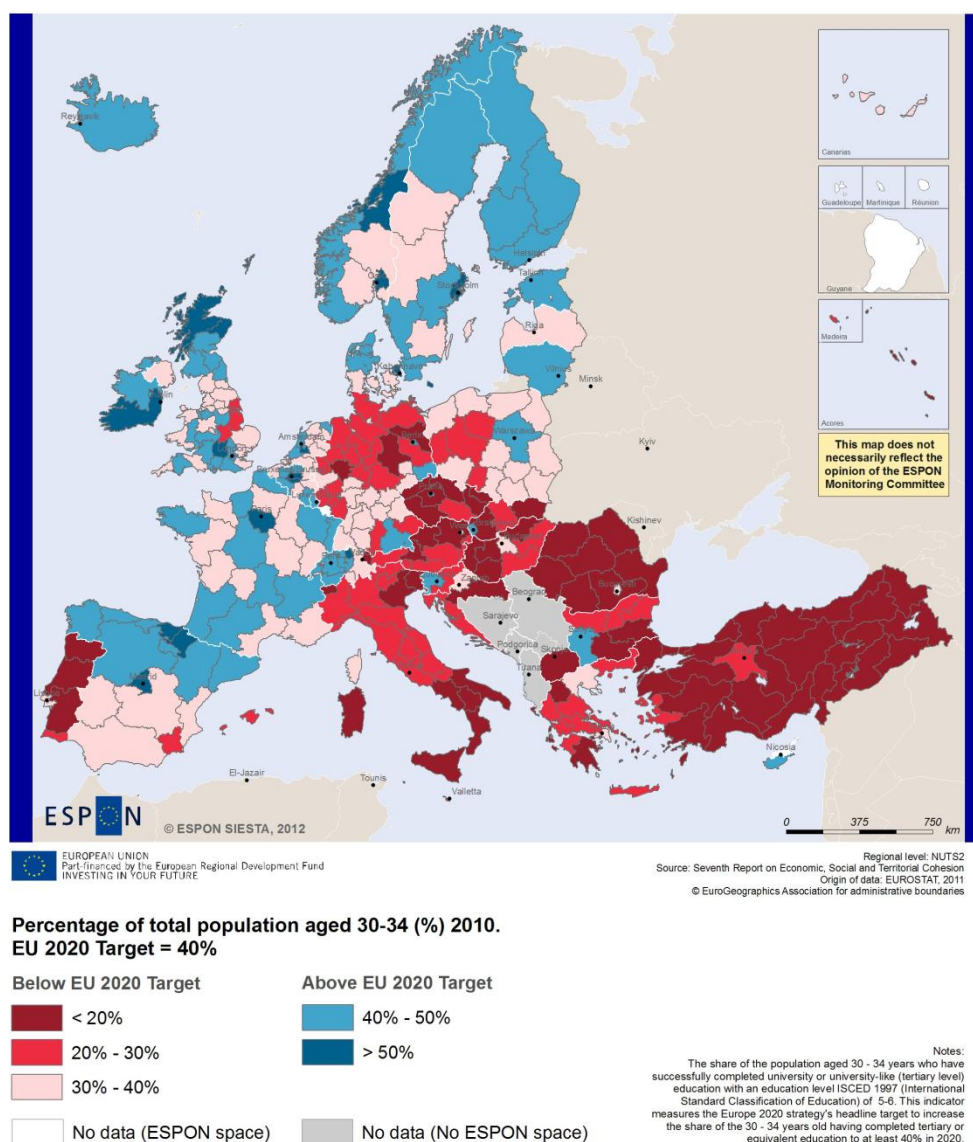 Reykjavik
Canarias
Guadeloupe
Martinique
Réunion
Guyane
Madeira
Acores
This map does not
necessarily reflect the
opinion of the ESPON
Monitoring Committee
Helsinki
Tallinn
Stockholm
Riga
Vilnius
Minsk
København
Dublin
Amsterdam
Warszawa
Kyiv
Kishinev
Paris
Zagreb
Beograd
Sarajevo
Bucuresti
Podgorica
Skopje
Tirana
Madrid
Nicosia
El-Jazair
Tounis
Valletta
ESPON
© ESPON SIESTA, 2012
0 375 750
km
EUROPEAN UNION
Part-financed by the European Regional Development Fund
INVESTING IN YOUR FUTURE
Regional level: NUTS2
Source: Seventh Report on Economic, Social and Territorial Cohesion
Origin of data: EUROSTAT, 2011
© EuroGeographics Association for administrative boundaries
Percentage of total population aged 30-34 (%) 2010.
EU 2020 Target = 40%
Below EU 2020 Target
Above EU 2020 Target
< 20%
40% - 50%
20% - 30%
> 50%
30% - 40%
No data (ESPON space)
No data (No ESPON space)
Notes:
The share of the population aged 30 - 34 years who have
successfully completed university or university-like (tertiary level)
education with an education level ISCED 1997 (International
Standard Classification of Education) of 5-6. This indicator
measures the Europe 2020 strategy's headline target to increase
the share of the 30 - 34 years old having completed tertiary or
equivalent education to at least 40% in 2020.